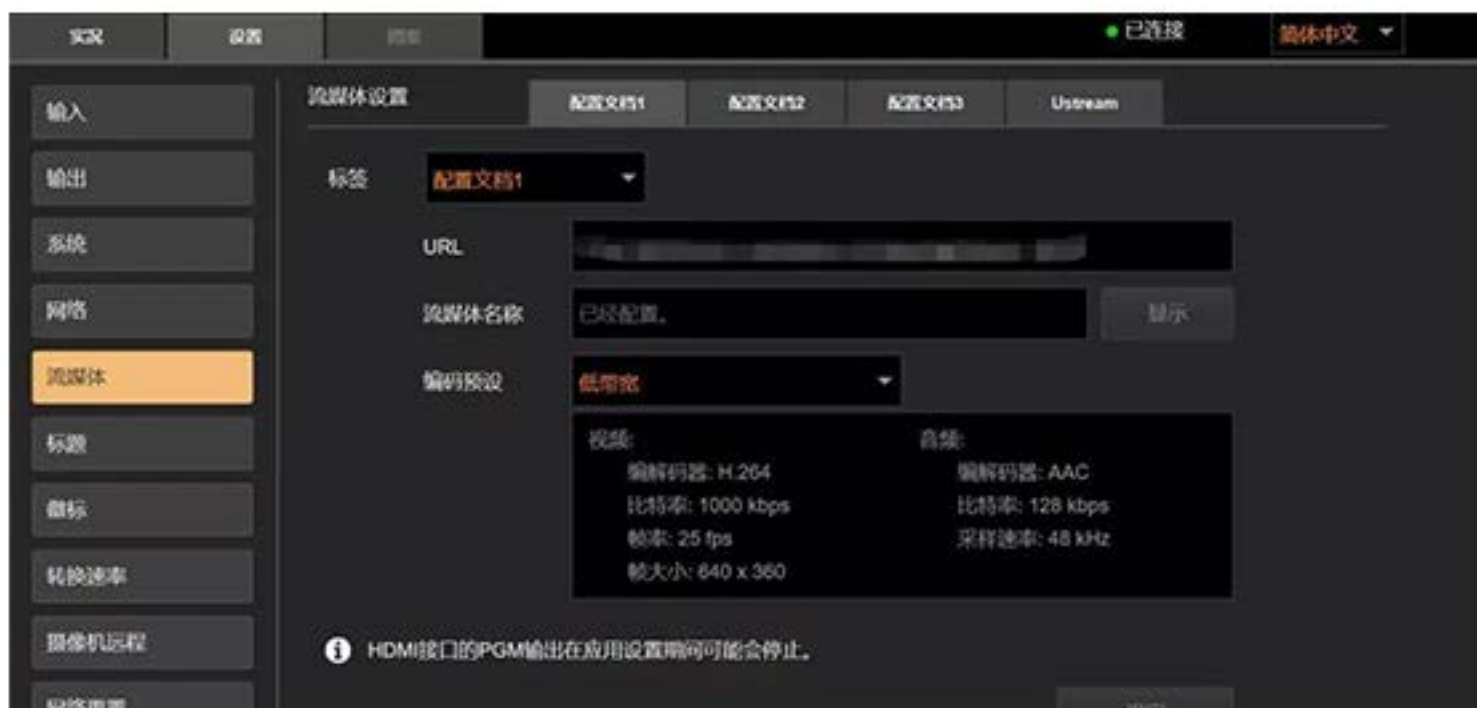 实况 设置 ● 已连接 简体中文
流媒体设置 配置文档1 配置文档2 配置文档3 Ustream
输入
输出
系统
网络
流媒体
标题
徽标
转换速率
摄像机远程
标签 配置文档1
URL
流媒体名称 已经配置。 显示
编码预设 低带宽
视频:
编解码器: H.264
比特率: 1000 kbps
帧率: 25 fps
帧大小: 640 x 360
音频:
编解码器: AAC
比特率: 128 kbps
采样速率: 48 kHz
HDMI接口的PGM输出在应用设置期间可能会停止。